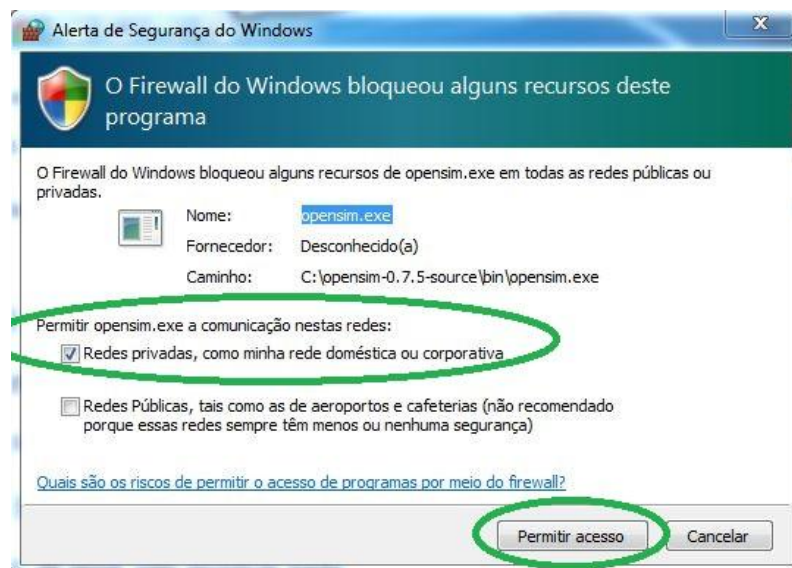 Alerta de Segurança do Windows
O Firewall do Windows bloqueou alguns recursos deste
programa
O Firewall do Windows bloqueou alguns recursos de opensim.exe em todas as redes públicas ou
privadas.
Nome: opensim.exe
Fornecedor: Desconhecido(a)
Caminho: C:\opensim-0.7.5-source\bin\opensim.exe
Permitir opensim.exe a comunicação nestas redes:
Redes privadas, como minha rede doméstica ou corporativa
Redes Públicas, tais como as de aeroportos e cafeterias (não recomendado
porque essas redes sempre têm menos ou nenhuma segurança)
Quais são os riscos de permitir o acesso de programas por meio do firewall?
Permitir acesso Cancelar